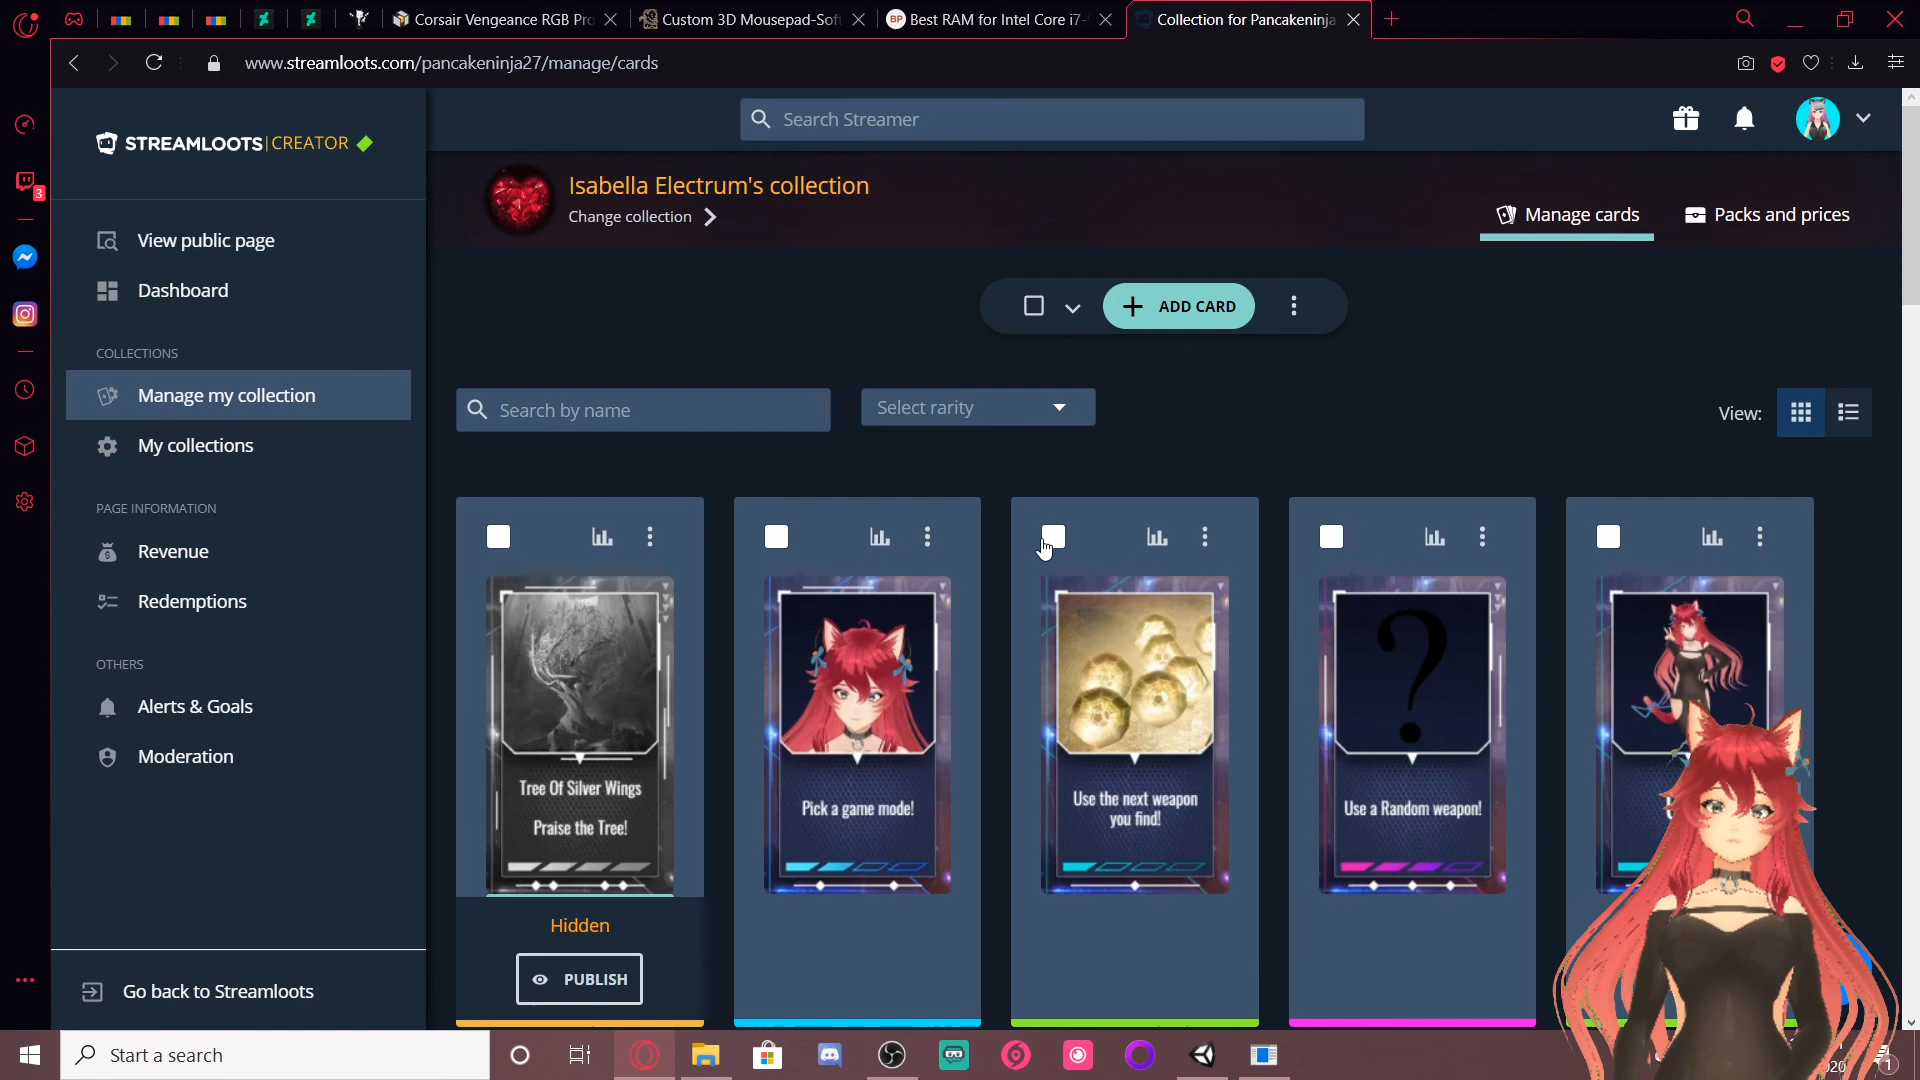 Corsair Vengeance RGB Pro
Custom 3D Mousepad-Soft
BP Best RAM for Intel Core i7-
Collection for Pancakeninja
www.streamloots.com/pancakeninja27/manage/cards
3
STREAMLOOTS|CREATOR
Search Streamer
Isabella Electrum's collection
Change collection
Manage cards
Packs and prices
View public page
Dashboard
COLLECTIONS
Manage my collection
My collections
PAGE INFORMATION
Revenue
Redemptions
OTHERS
Alerts & Goals
Moderation
Go back to Streamloots
ADD CARD
Search by name
Select rarity
View:
Tree Of Silver Wings
Praise the Tree!
Hidden
PUBLISH
Pick a game mode!
Use the next weapon
you find!
?
Use a Random weapon!
Start a search
020
1